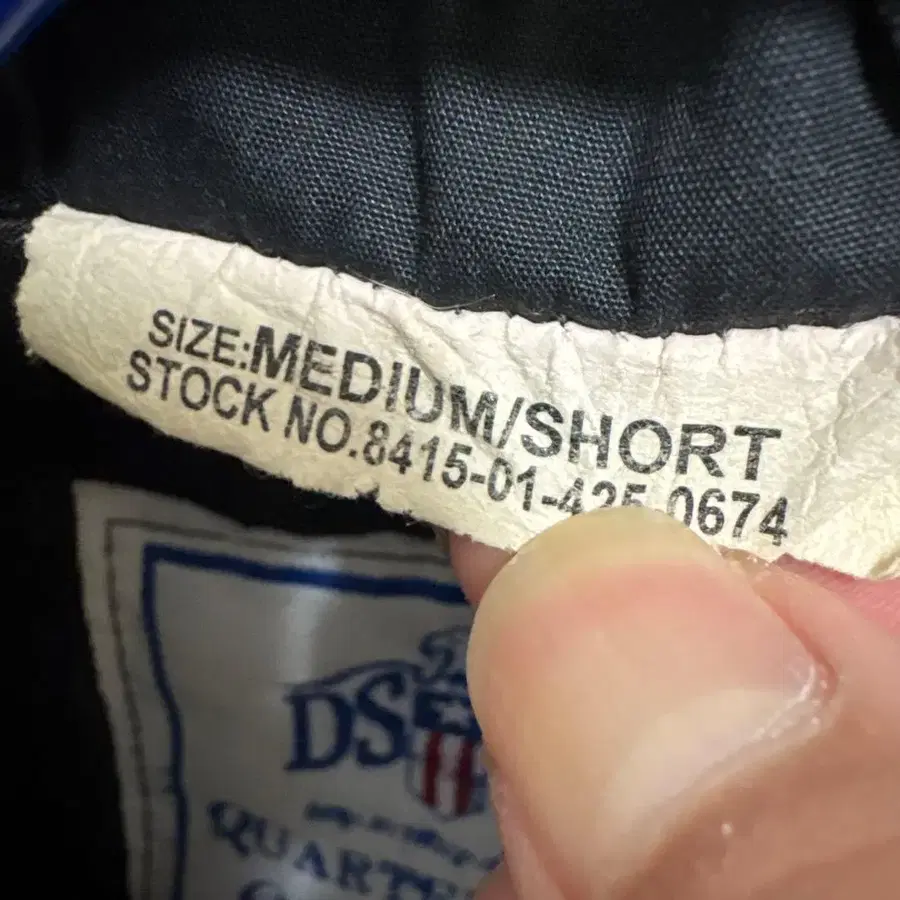 SIZE:MEDIUM/SHORT
STOCK NO.8415-01-425-0674
DS